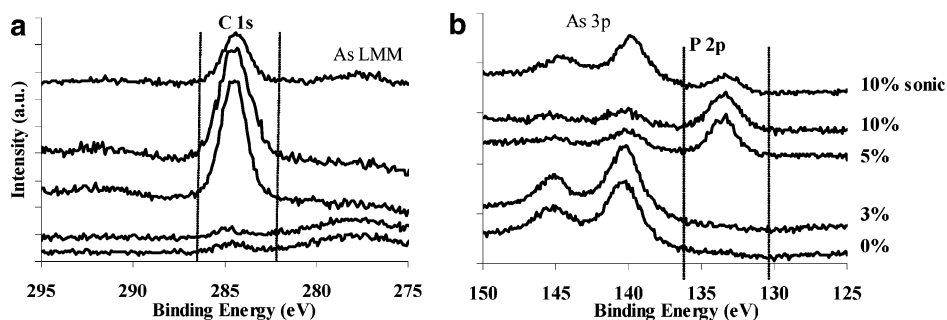 a
C 1s
As LMM
Intensity (a.u.)
295
290
285
280
275
Binding Energy (eV)
b
As 3p
P 2p
10% sonic
10%
5%
3%
0%
150
145
140
135
130
125
Binding Energy (eV)